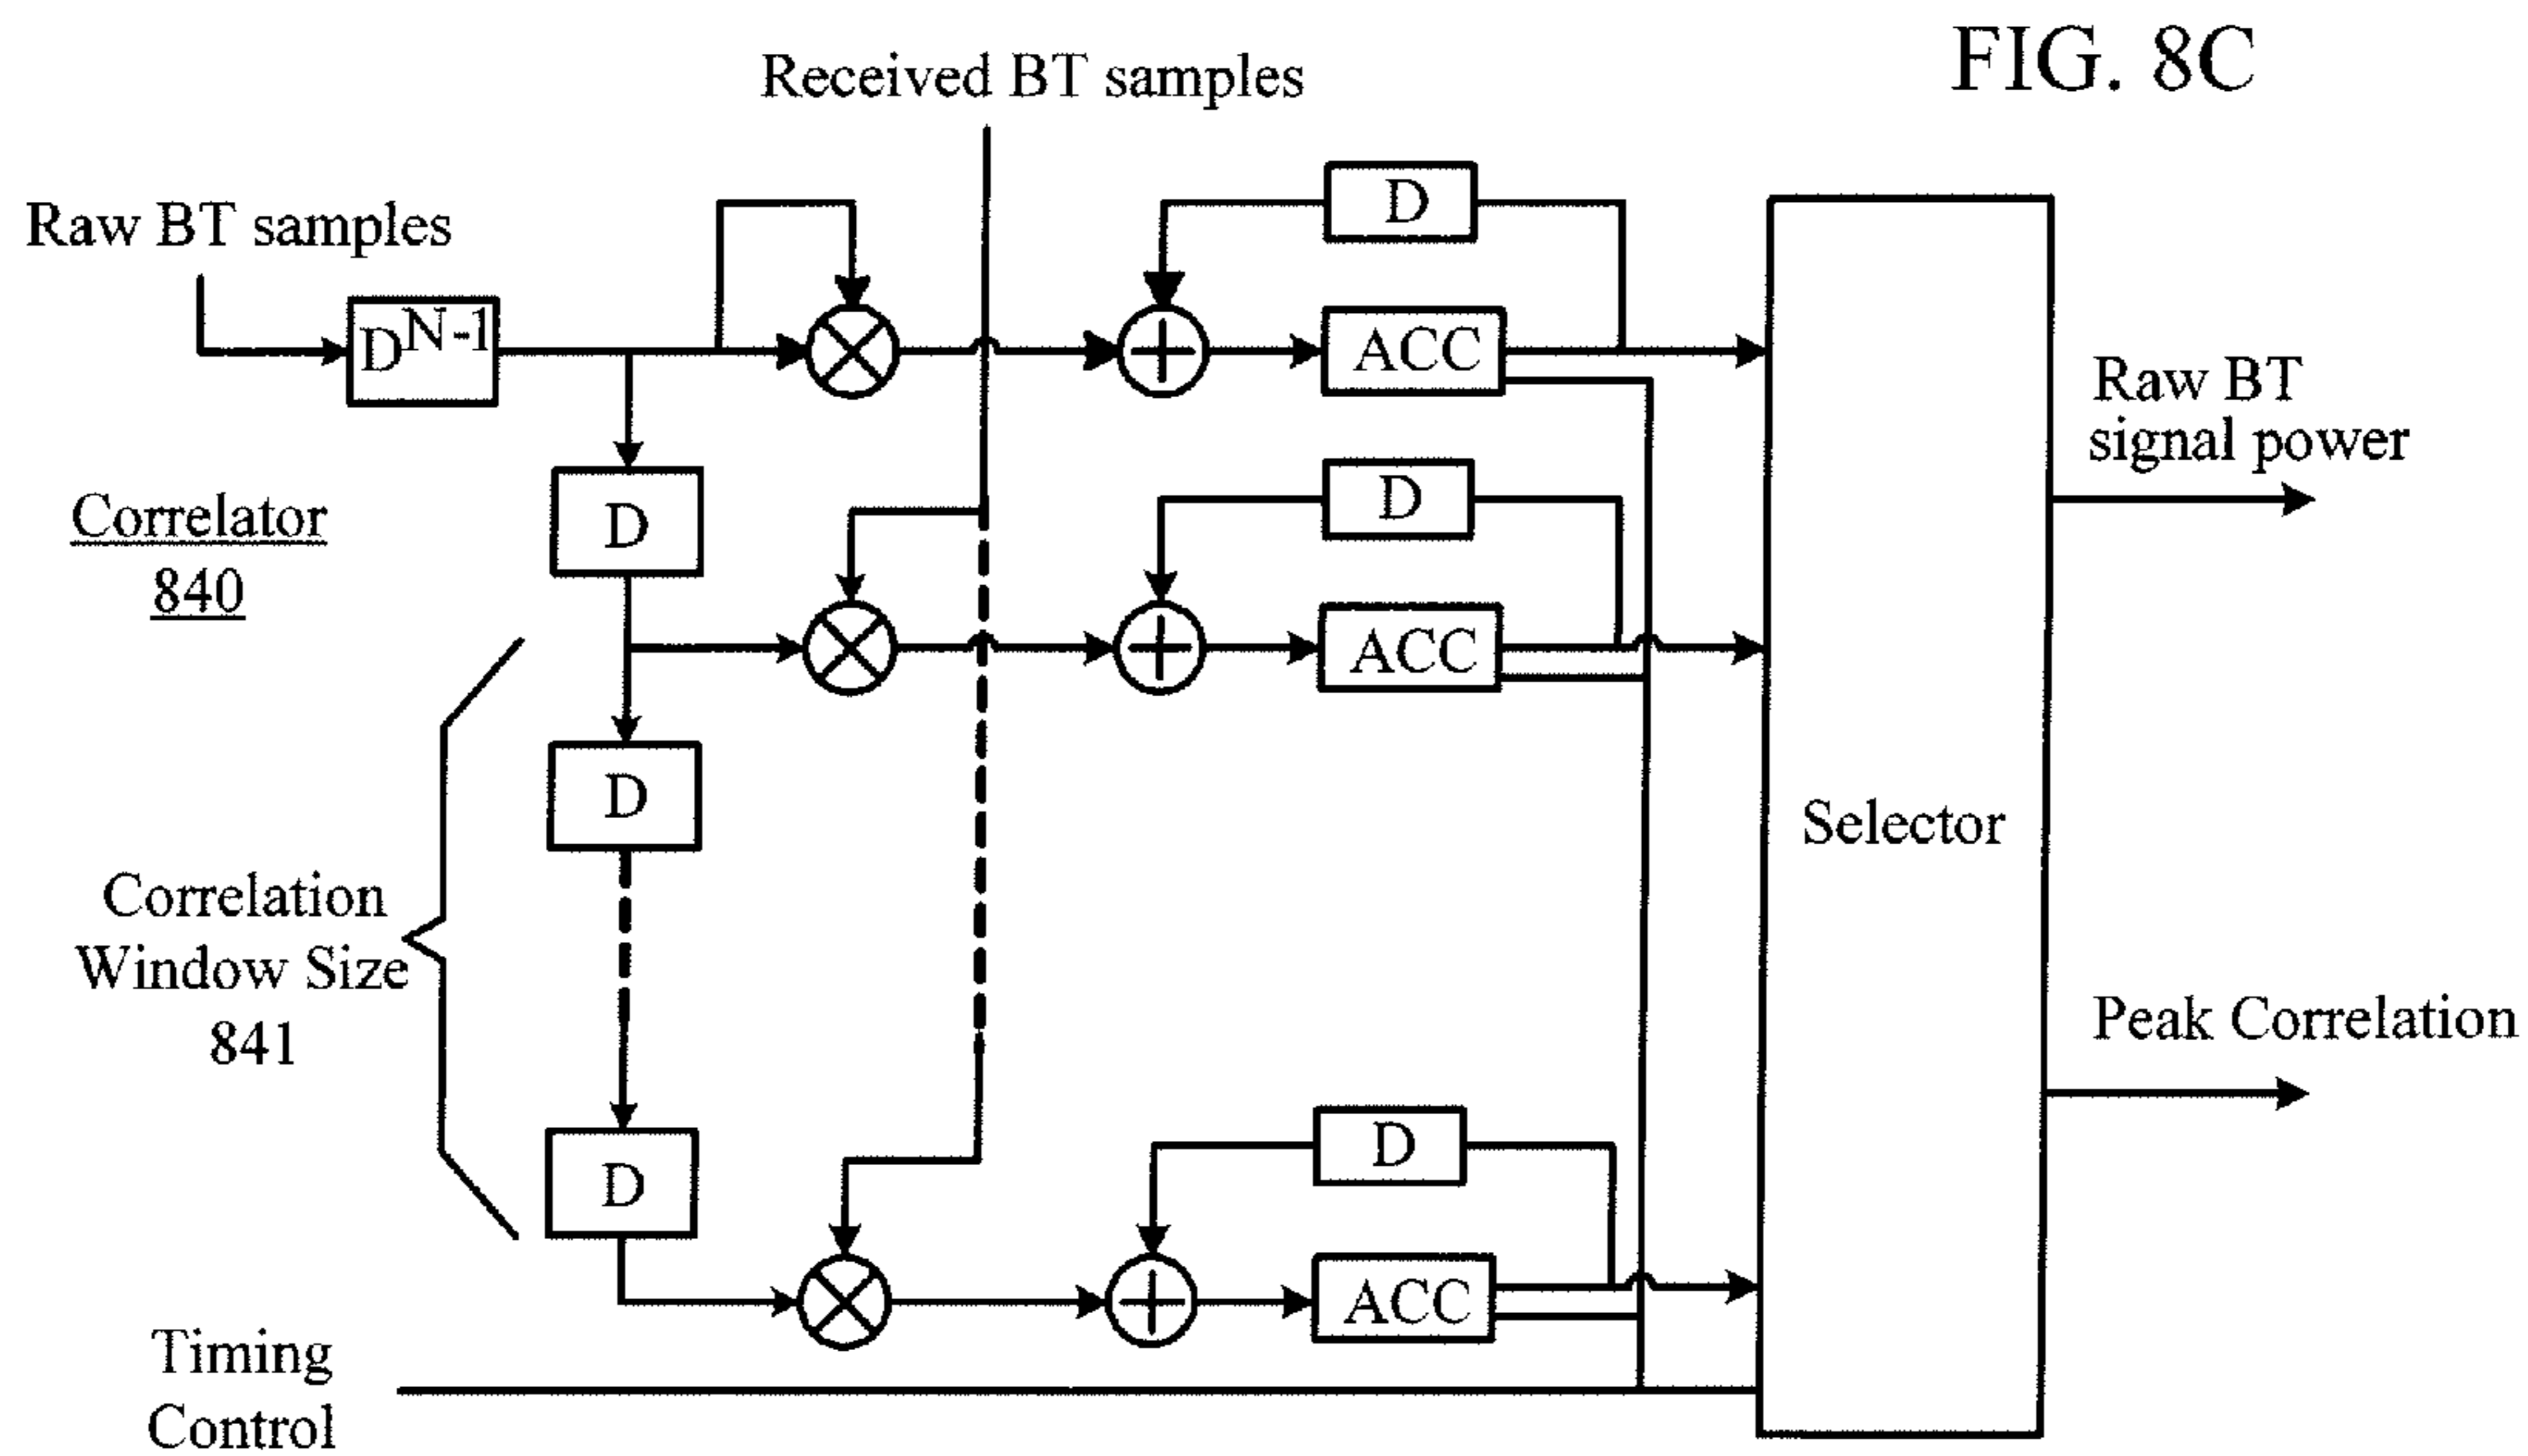 FIG. 8C
Received BT samples
Raw BT samples
D^N-1
D
ACC
Raw BT
signal power
Correlator
840
D
D
ACC
D
Selector
Correlation
Window Size
841
Peak Correlation
D
D
ACC
Timing
Control